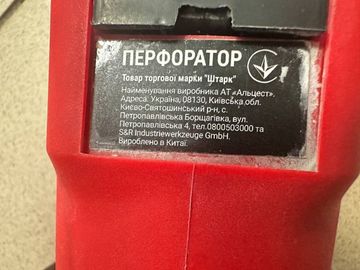 ПЕРФОРАТОР
Товар торгової марки "Штарк"
Найменування виробника АТ «Альцест».
Адреса: Україна, 08130, Київська обл.
Києво-Святошинський р-н, с.
Петропавлівська Борщагівка, вул.
Петропавлівська 4, тел.0800503000 та
S&R Industriewerkzeuge GmbH.
Вироблено в Китаї.